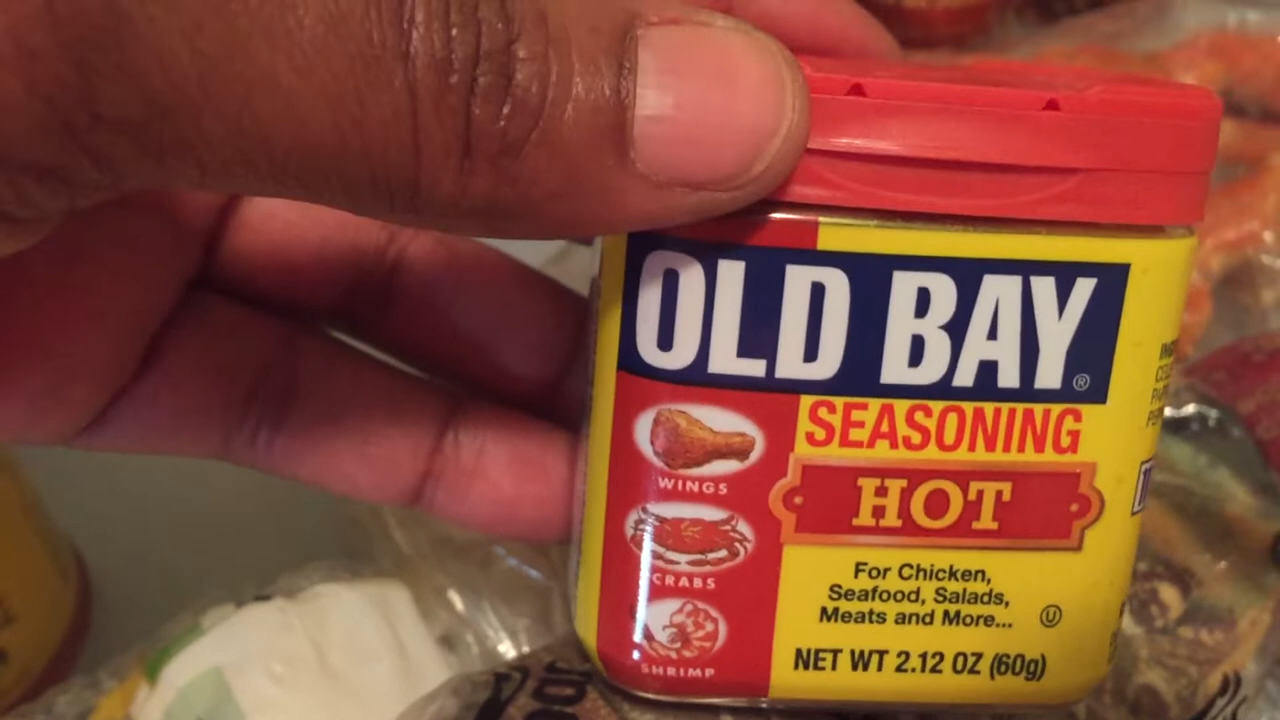 OLD BAY®
SEASONING
HOT
WINGS
CRABS
SHRIMP
For Chicken,
Seafood, Salads,
Meats and More...
U
NET WT 2.12 OZ (60g)